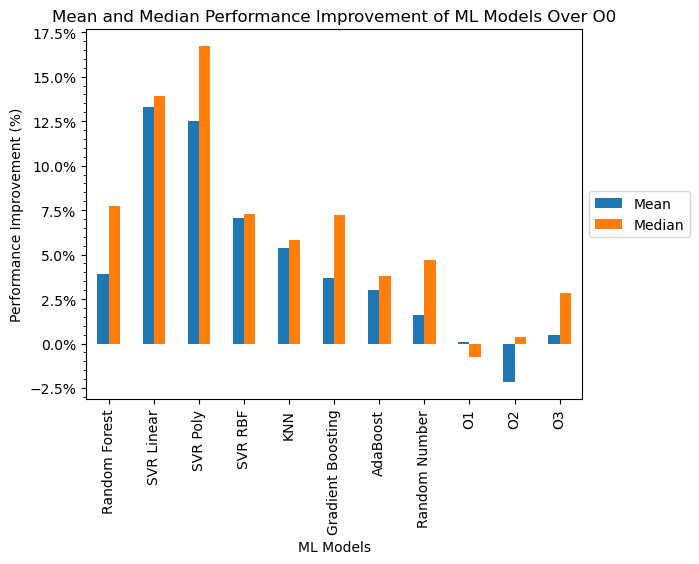 Mean and Median Performance Improvement of ML Models Over O0
17.5%
15.0%
12.5%
10.0%
7.5%
5.0%
2.5%
0.0%
−2.5%
Performance Improvement (%)
Mean
Median
Random Forest
SVR Linear
SVR Poly
SVR RBF
KNN
Gradient Boosting
AdaBoost
Random Number
O1
O2
O3
ML Models